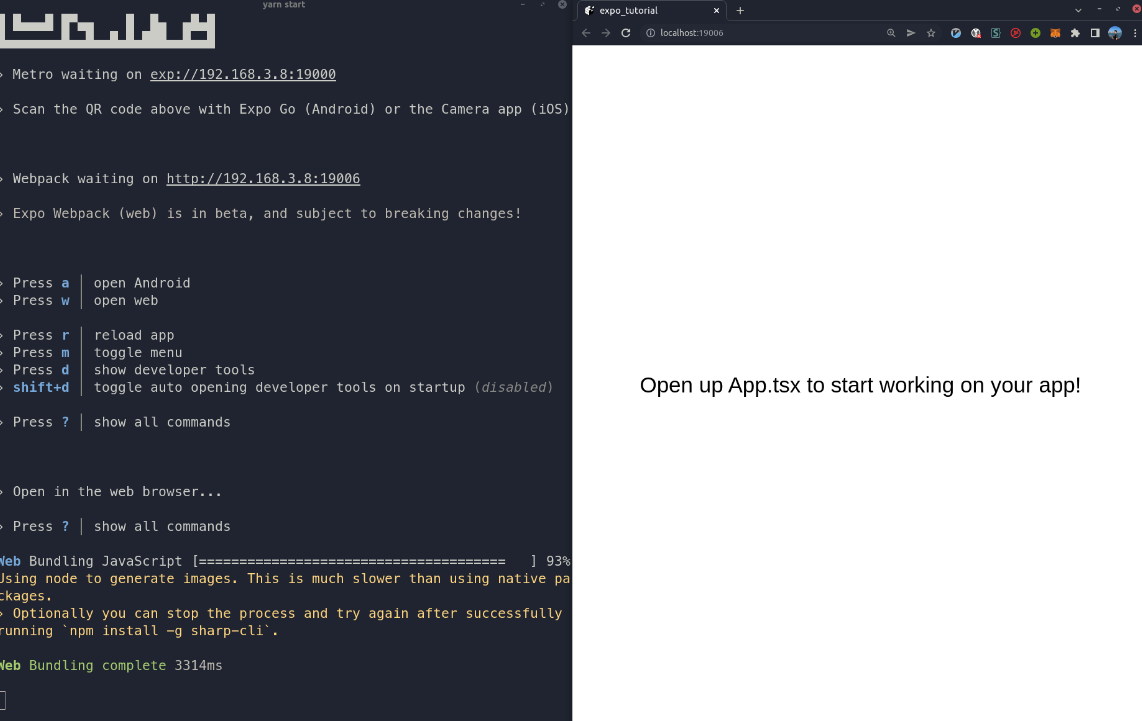 yarn start
› Metro waiting on exp://192.168.3.8:19000
› Scan the QR code above with Expo Go (Android) or the Camera app (iOS)
› Webpack waiting on http://192.168.3.8:19006
› Expo Webpack (web) is in beta, and subject to breaking changes!
› Press a │ open Android
› Press w │ open web
› Press r │ reload app
› Press m │ toggle menu
› Press d │ show developer tools
› shift+d │ toggle auto opening developer tools on startup (disabled)
› Press ? │ show all commands
› Open in the web browser...
› Press ? │ show all commands
Web Bundling JavaScript [======================================   ] 93%
Using node to generate images. This is much slower than using native pa
ckages.
› Optionally you can stop the process and try again after successfully
running `npm install -g sharp-cli`.
Web Bundling complete 3314ms
expo_tutorial
localhost:19006
Open up App.tsx to start working on your app!